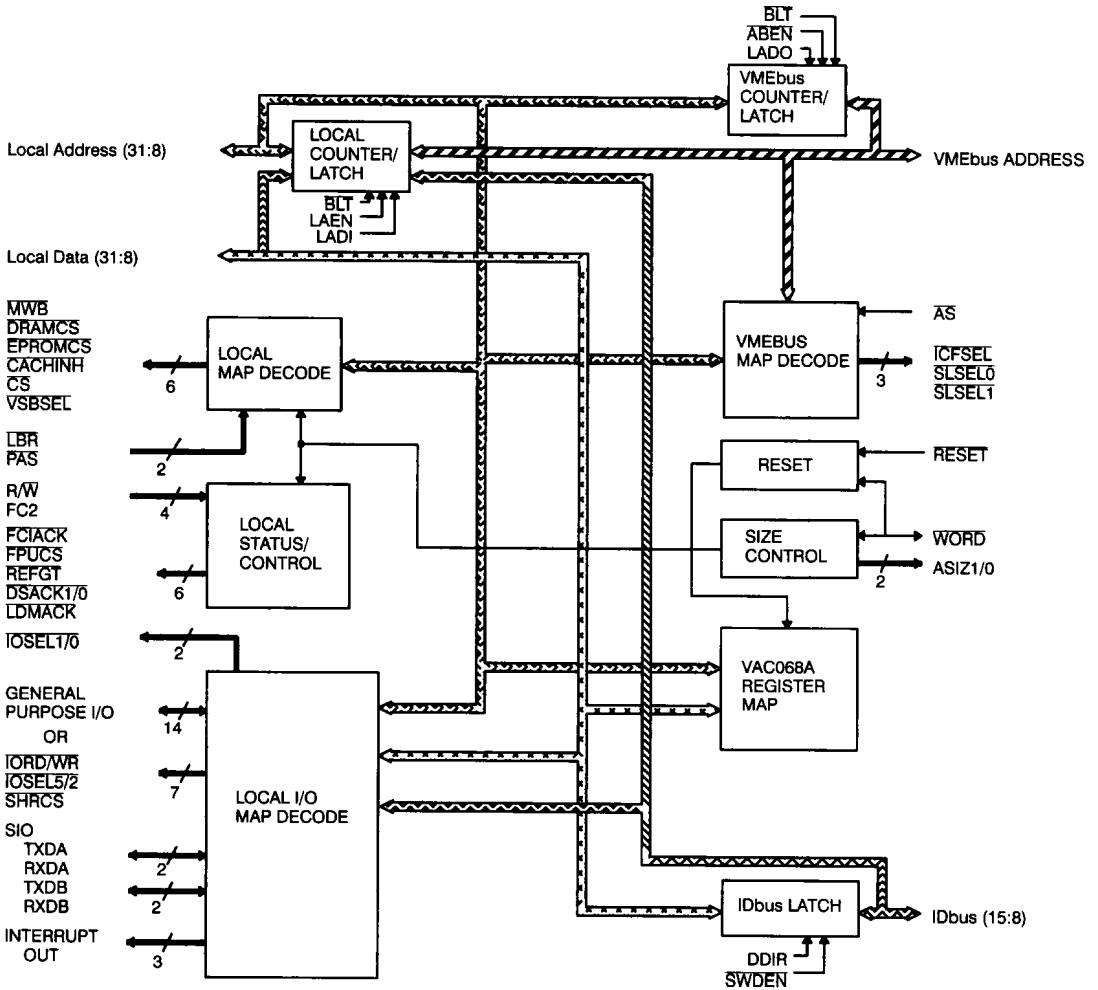 BLT
ABEN
LADO
VMEbus
COUNTER/
LATCH
Local Address (31:8)
LOCAL
COUNTER/
LATCH
VMEbus ADDRESS
BLT
LAEN
LADI
Local Data (31:8)
MWB
DRAMCS
EPROMCS
CACHINH
CS
VSBSEL
6
LOCAL
MAP DECODE
VMEBUS
MAP DECODE
AS
ICFSEL
SLSEL0
SLSEL1
3
LBR
PAS
2
RESET
RESET
R/W
FC2
4
LOCAL
STATUS/
CONTROL
SIZE
CONTROL
WORD
ASIZ1/0
2
FCIACK
FPUCS
REFGT
DSACK1/0
LDMACK
6
IOSEL1/0
2
VAC068A
REGISTER
MAP
GENERAL
PURPOSE I/O
14
OR
IORD/WR
IOSEL5/2
SHRCS
7
LOCAL I/O
MAP DECODE
SIO
TXDA
RXDA
2
TXDB
RXDB
2
INTERRUPT
OUT
3
IDbus LATCH
IDbus (15:8)
DDIR
SWDEN